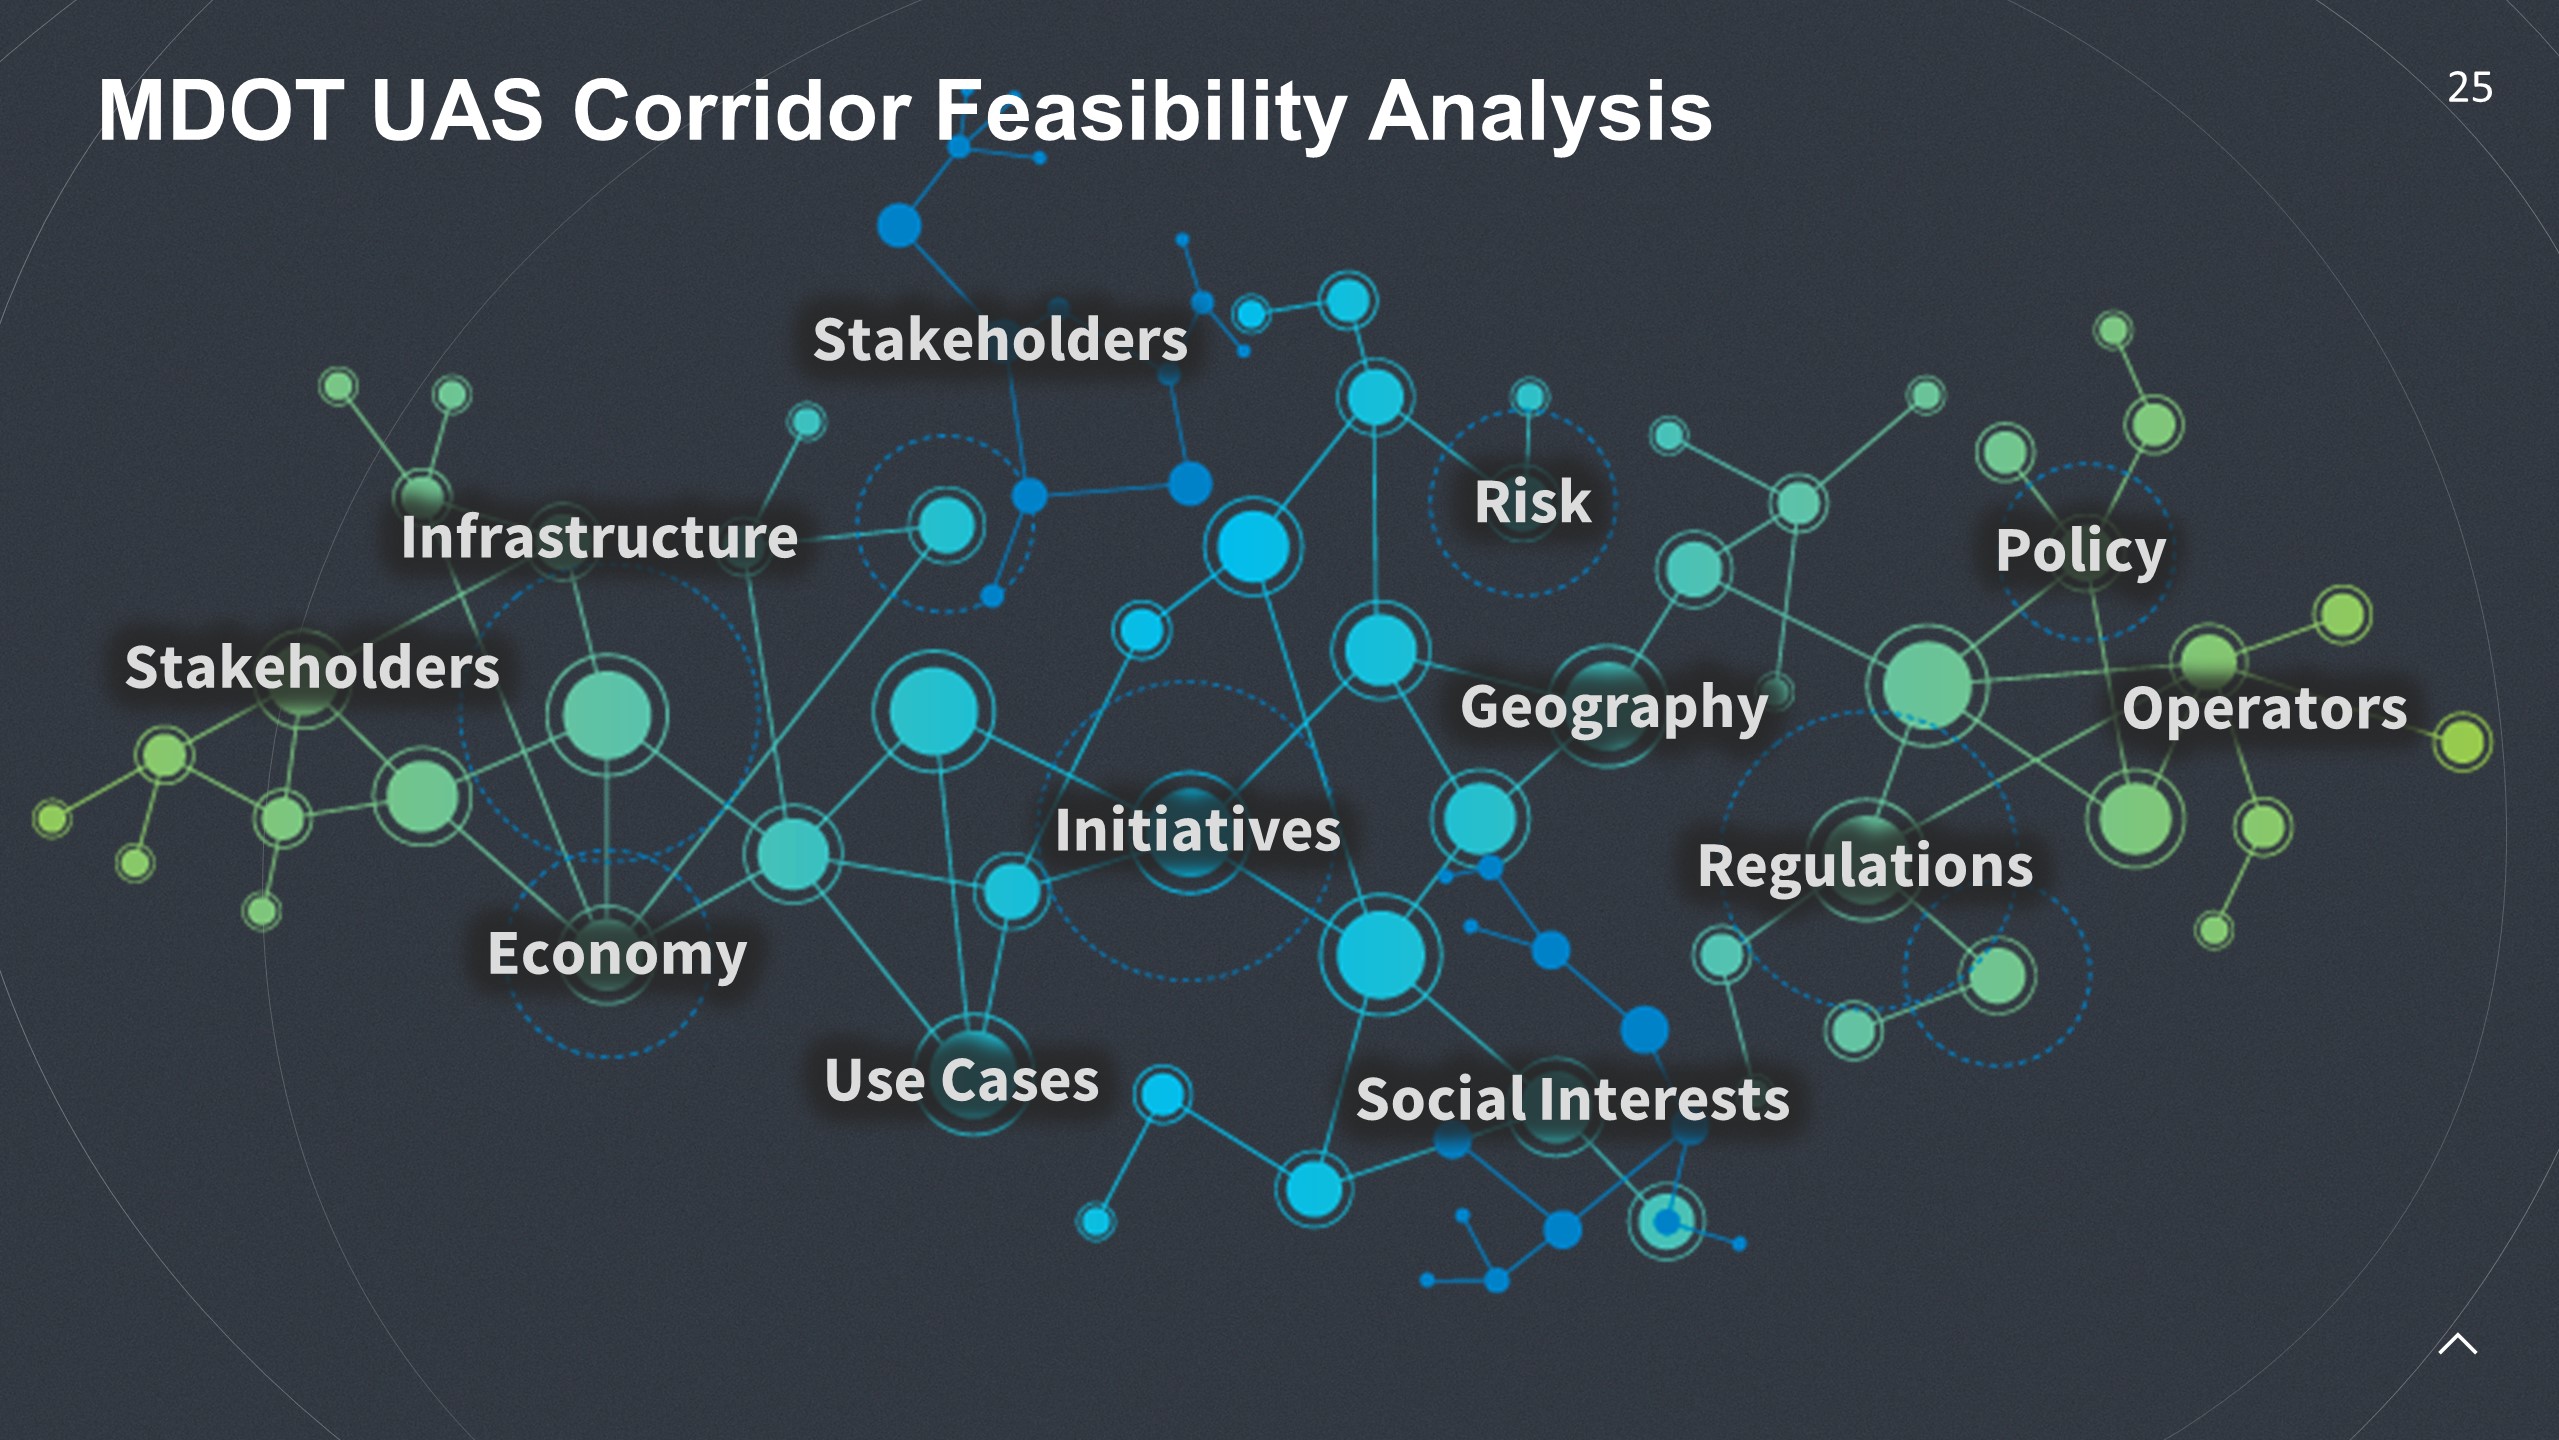 MDOT UAS Corridor Feasibility Analysis
25
Stakeholders
Risk
Infrastructure
Policy
Stakeholders
Geography
Operators
Initiatives
Regulations
Economy
Use Cases
Social Interests